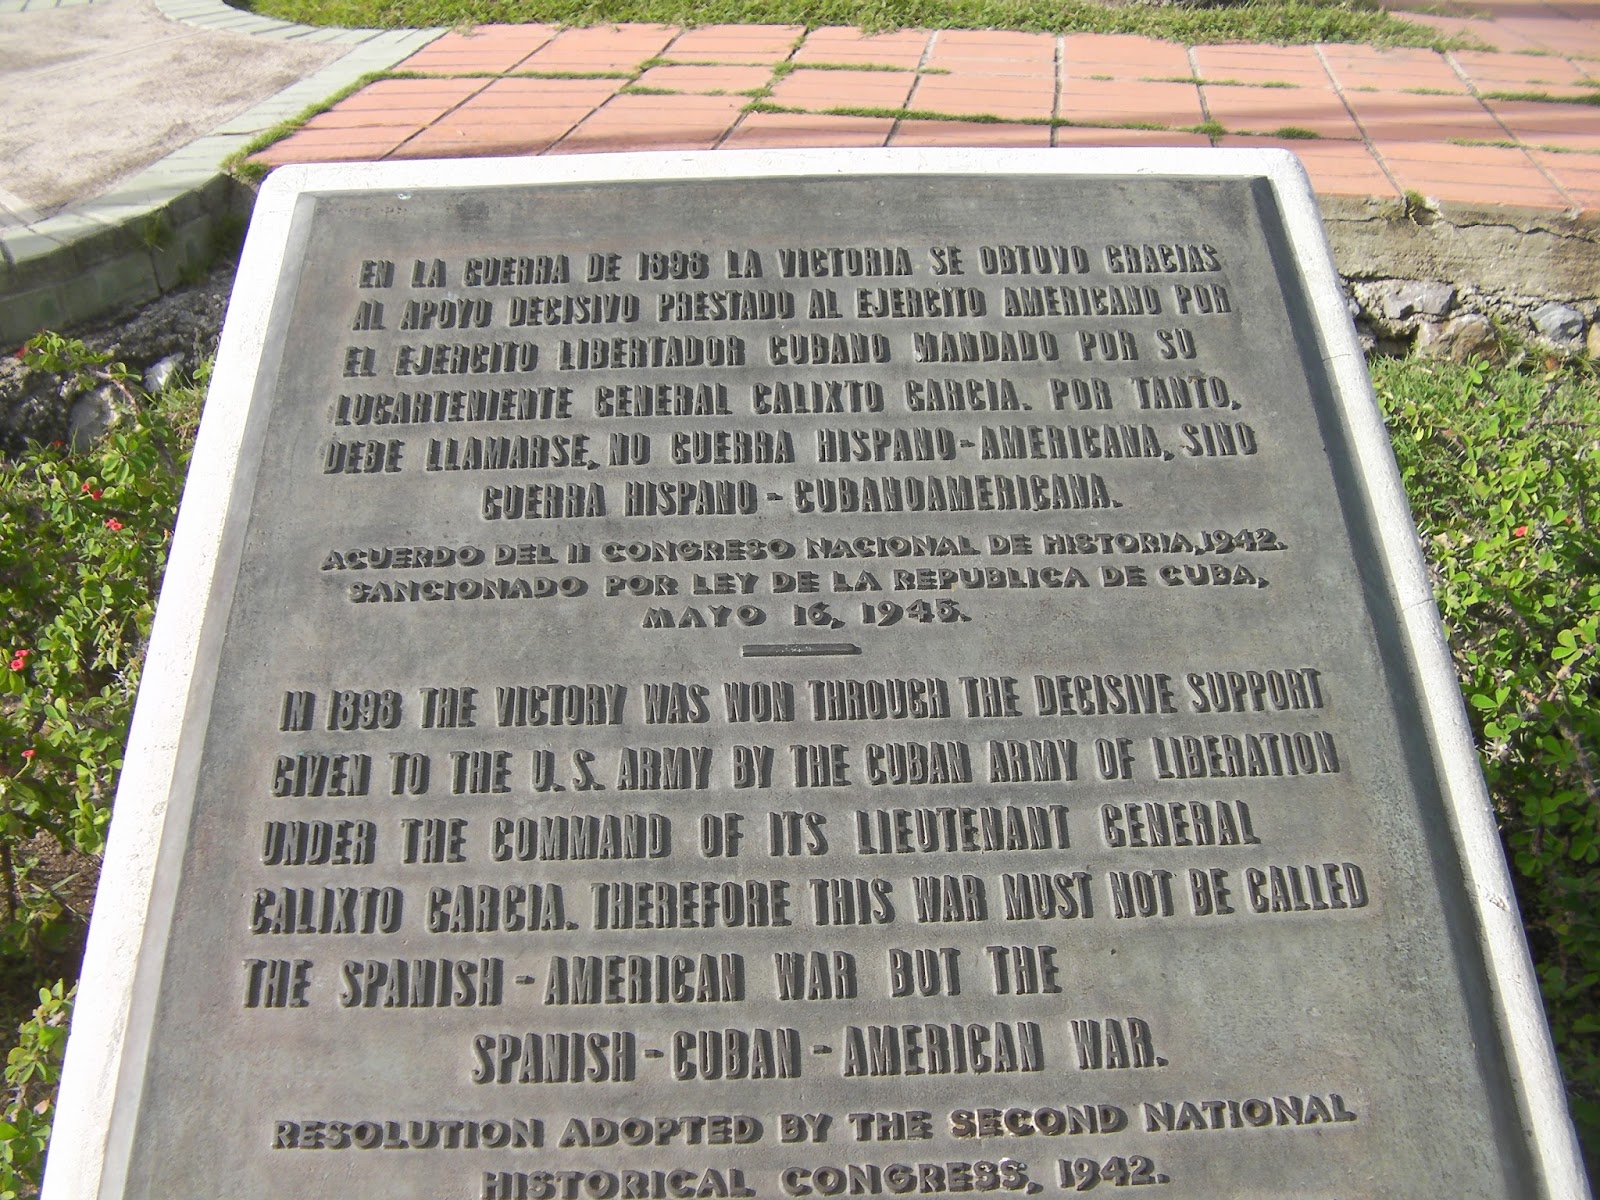 EN LA GUERRA DE 1898 LA VICTORIA SE OBTUVO GRACIAS
AL APOYO DECISIVO PRESTADO AL EJERCITO AMERICANO POR
EL EJERCITO LIBERTADOR CUBANO MANDADO POR SU
LUGARTENIENTE GENERAL CALIXTO GARCIA. POR TANTO,
DEBE LLAMARSE, NO GUERRA HISPANO-AMERICANA, SINO
GUERRA HISPANO-CUBANOAMERICANA.
ACUERDO DEL II CONGRESO NACIONAL DE HISTORIA, 1942.
SANCIONADO POR LEY DE LA REPUBLICA DE CUBA,
MAYO 16, 1945.
IN 1898 THE VICTORY WAS WON THROUGH THE DECISIVE SUPPORT
GIVEN TO THE U.S. ARMY BY THE CUBAN ARMY OF LIBERATION
UNDER THE COMMAND OF ITS LIEUTENANT GENERAL
CALIXTO GARCIA. THEREFORE THIS WAR MUST NOT BE CALLED
THE SPANISH-AMERICAN WAR BUT THE
SPANISH-CUBAN-AMERICAN WAR.
RESOLUTION ADOPTED BY THE SECOND NATIONAL
HISTORICAL CONGRESS, 1942.